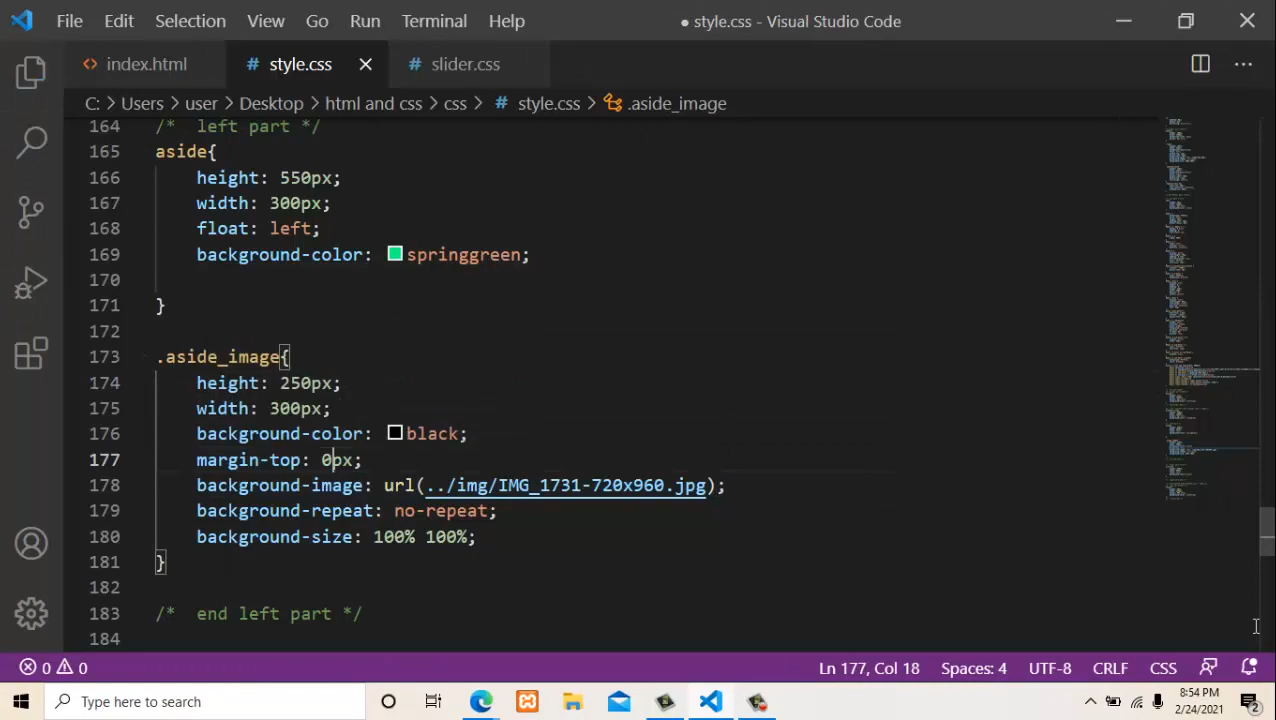 File Edit Selection View Go Run Terminal Help ● style.css - Visual Studio Code
index.html # style.css # slider.css
C: > Users > user > Desktop > html and css > css > # style.css > .aside_image
164 /*  left part */
165 aside{
166 height: 550px;
167 width: 300px;
168 float: left;
169 background-color: springgreen;
170
171 }
172
173 .aside_image{
174 height: 250px;
175 width: 300px;
176 background-color: black;
177 margin-top: 0px;
178 background-image: url(../img/IMG_1731-720x960.jpg);
179 background-repeat: no-repeat;
180 background-size: 100% 100%;
181 }
182
183 /*  end left part */
184
0 0 Ln 177, Col 18 Spaces: 4 UTF-8 CRLF CSS
Type here to search
8:54 PM
2/24/2021
2